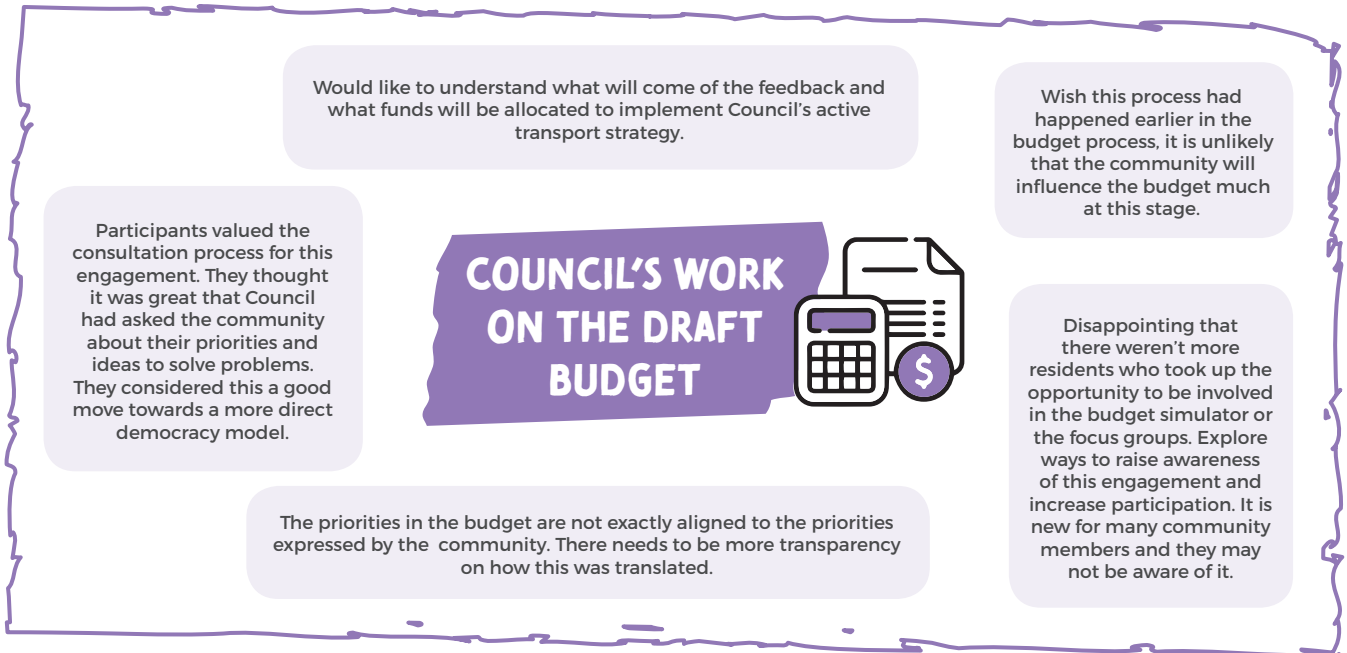 Would like to understand what will come of the feedback and
what funds will be allocated to implement Council's active
transport strategy.
Wish this process had
happened earlier in the
budget process, it is unlikely
that the community will
influence the budget much
at this stage.
Participants valued the
consultation process for this
engagement. They thought
it was great that Council
had asked the community
about their priorities and
ideas to solve problems.
They considered this a good
move towards a more direct
democracy model.
COUNCIL'S WORK
ON THE DRAFT
BUDGET
$
Disappointing that
there weren't more
residents who took up the
opportunity to be involved
in the budget simulator or
the focus groups. Explore
ways to raise awareness
of this engagement and
increase participation. It is
new for many community
members and they may
not be aware of it.
The priorities in the budget are not exactly aligned to the priorities
expressed by the  community. There needs to be more transparency
on how this was translated.